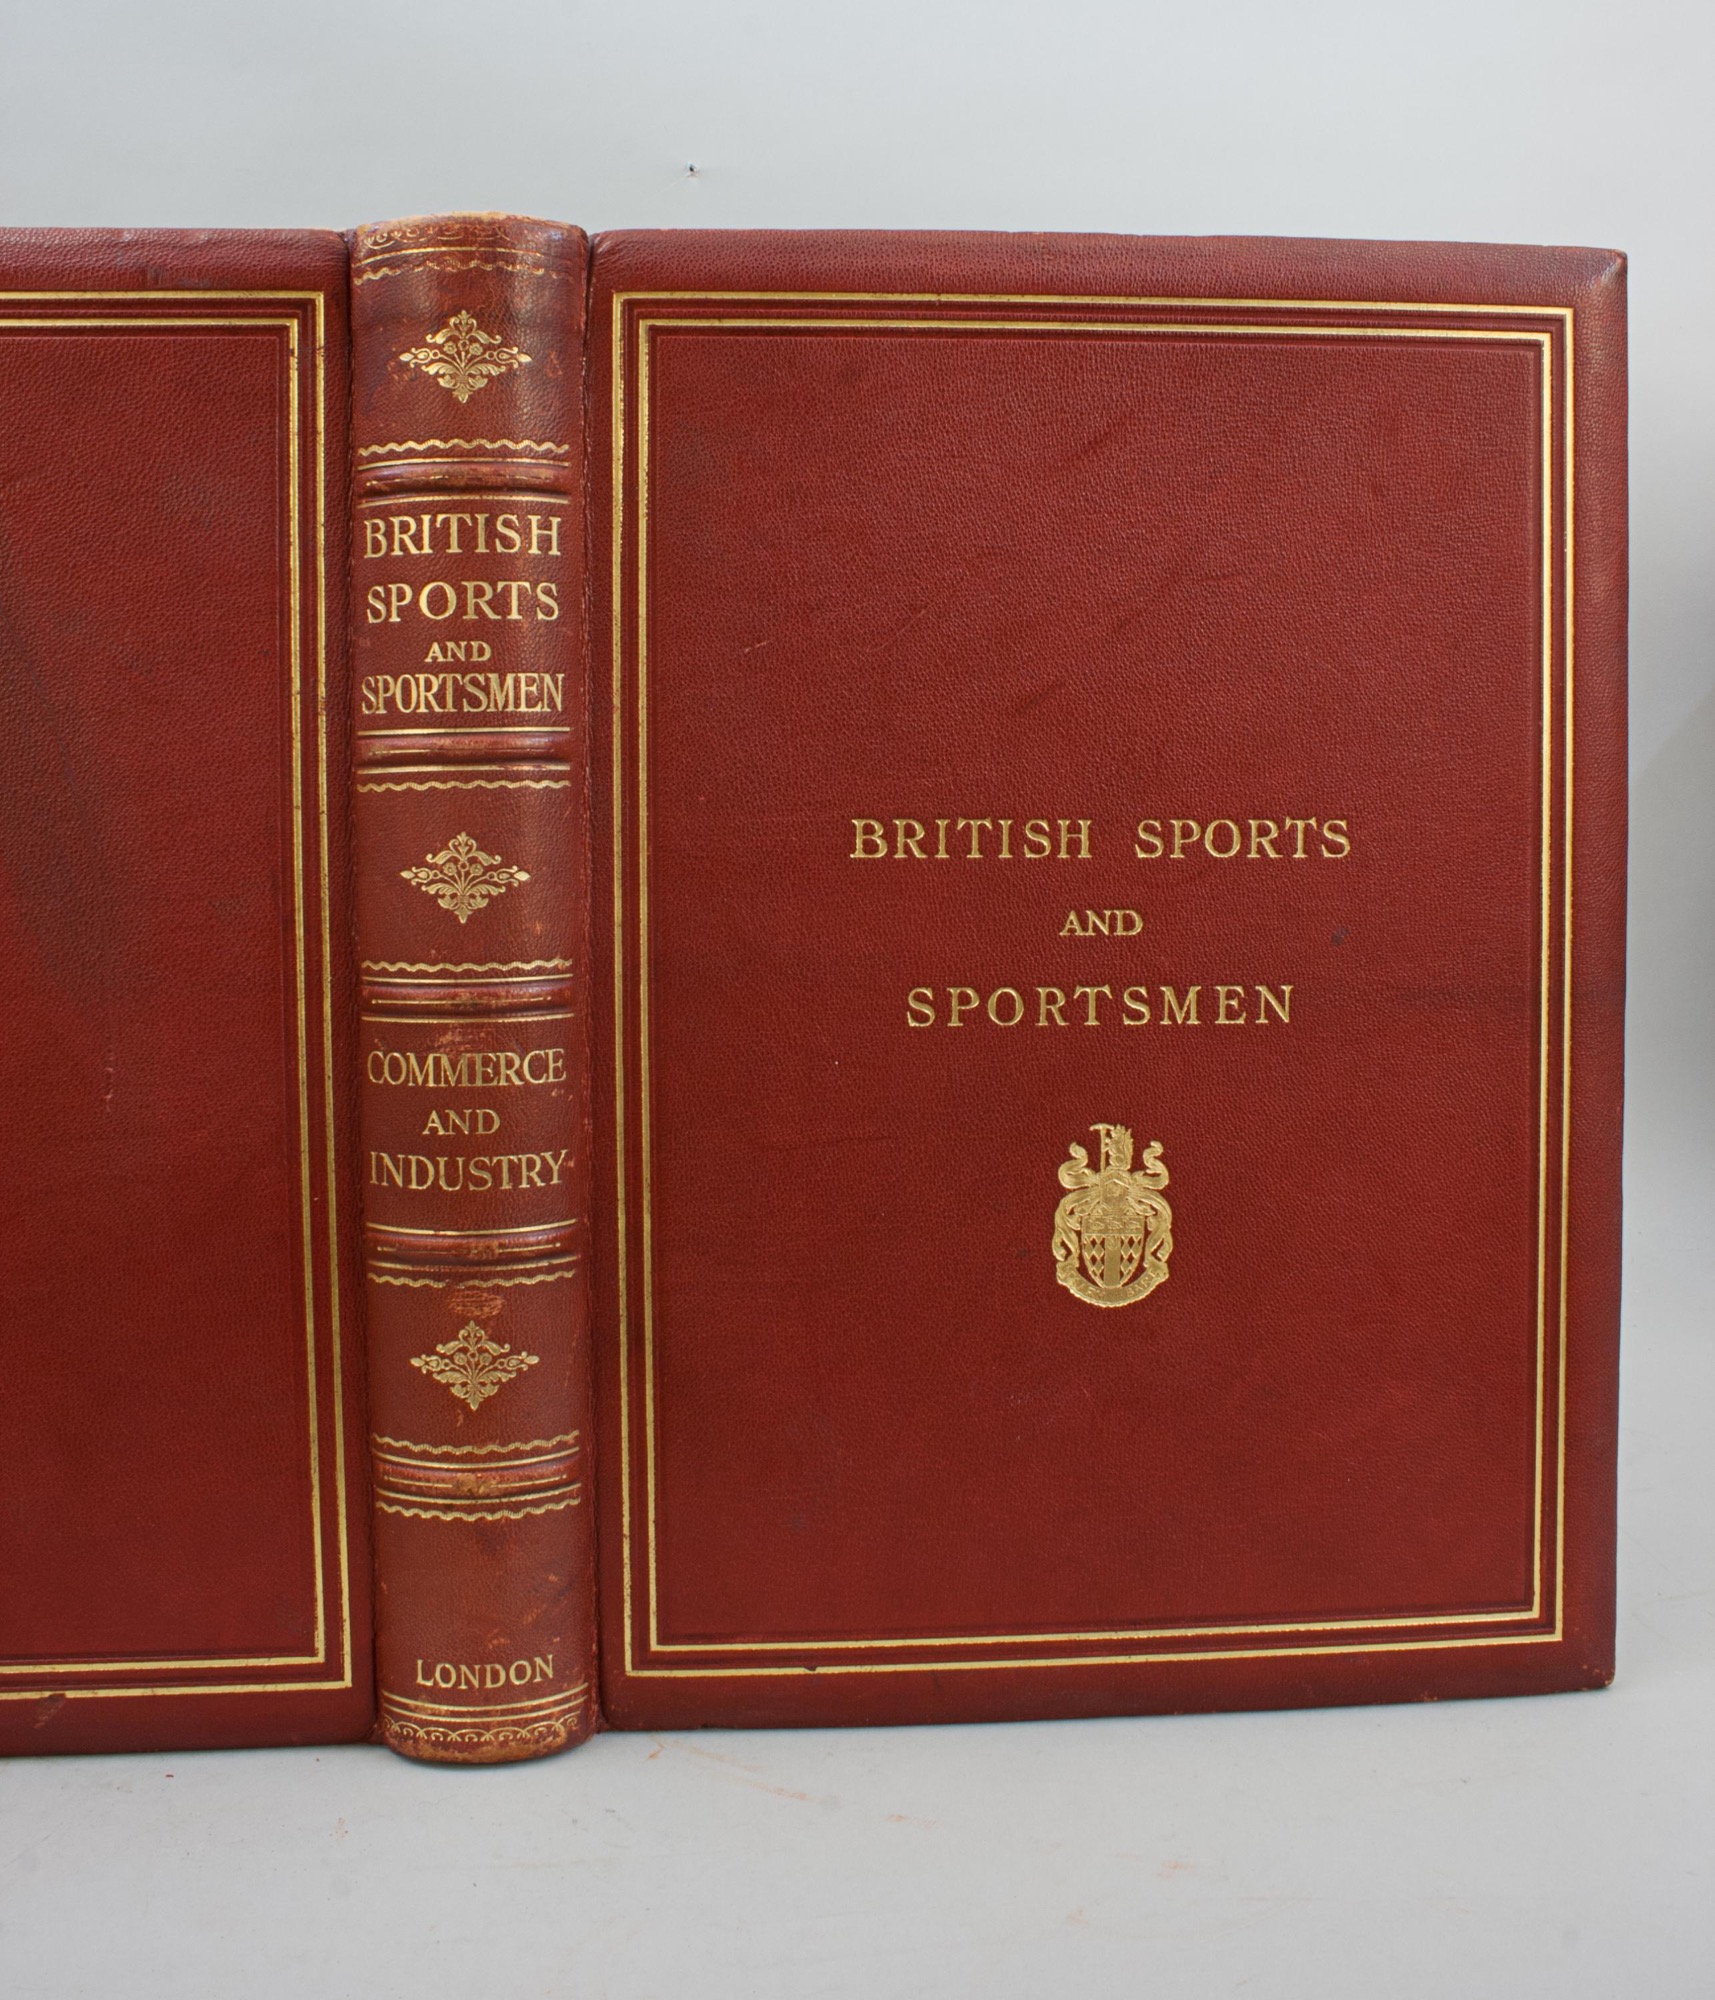 BRITISH
SPORTS
AND
SPORTSMEN
COMMERCE
AND
INDUSTRY
LONDON
BRITISH SPORTS
AND
SPORTSMEN